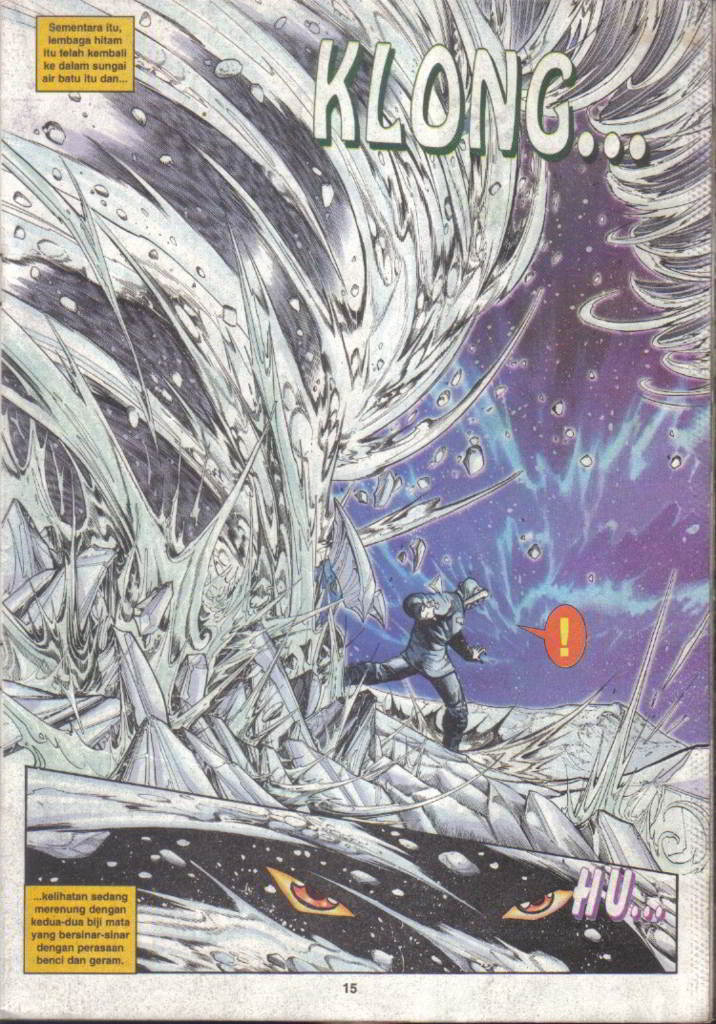 Sementara itu,
lembaga hitam
itu telah kembali
ke dalam sungai
air batu itu dan...
KLONG...
!
...kelihatan sedang
merenung dengan
kedua-dua biji mata
yang bersinar-sinar
dengan perasaan
benci dan geram.
HU...
15